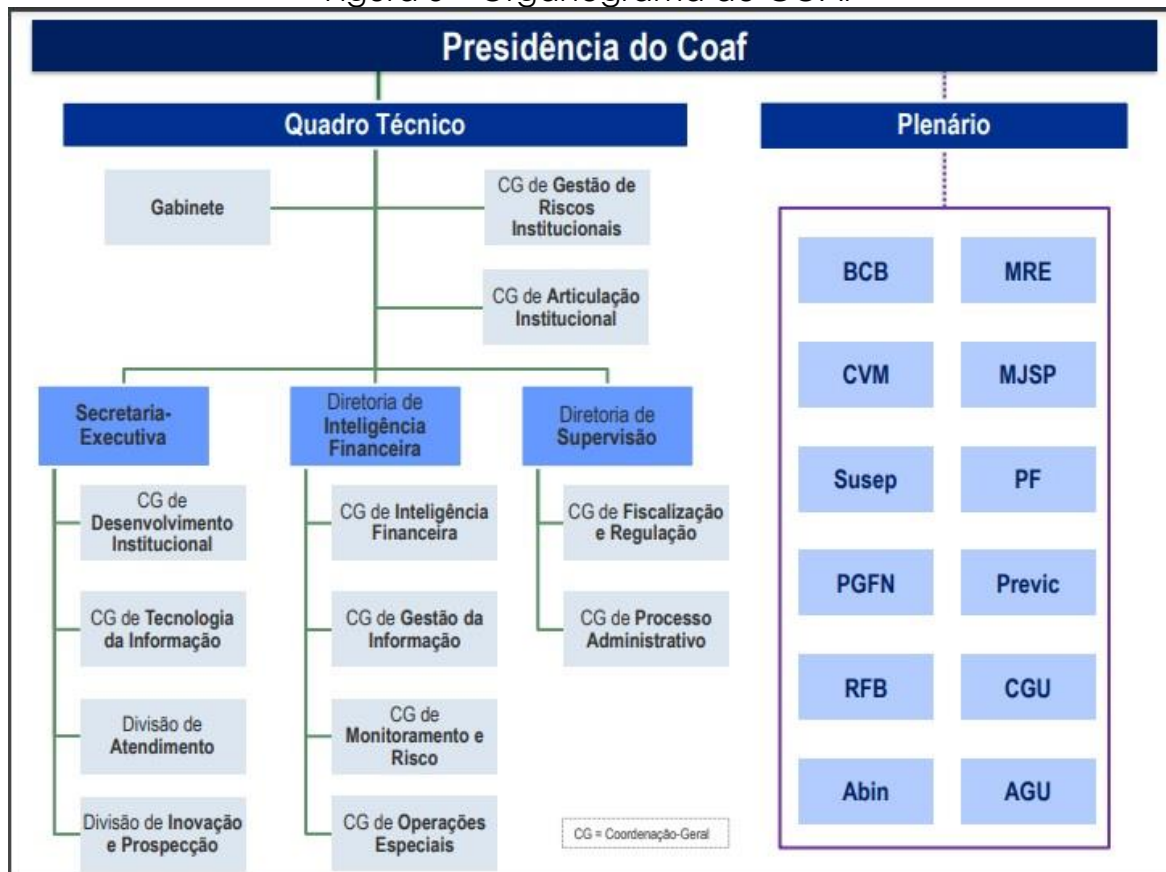 Presidência do Coaf
Quadro Técnico
Plenário
Gabinete
CG de Gestão de
Riscos
Institucionais
CG de Articulação
Institucional
Secretaria-
Executiva
CG de
Desenvolvimento
Institucional
CG de Tecnologia
da Informação
Divisão de
Atendimento
Divisão de Inovação
e Prospecção
Diretoria de
Inteligência
Financeira
CG de Inteligência
Financeira
CG de Gestão da
Informação
CG de
Monitoramento e
Risco
CG de Operações
Especiais
Diretoria de
Supervisão
CG de Fiscalização
e Regulação
CG de Processo
Administrativo
CG = Coordenação-Geral
BCB
MRE
CVM
MJSP
Susep
PF
PGFN
Previc
RFB
CGU
Abin
AGU